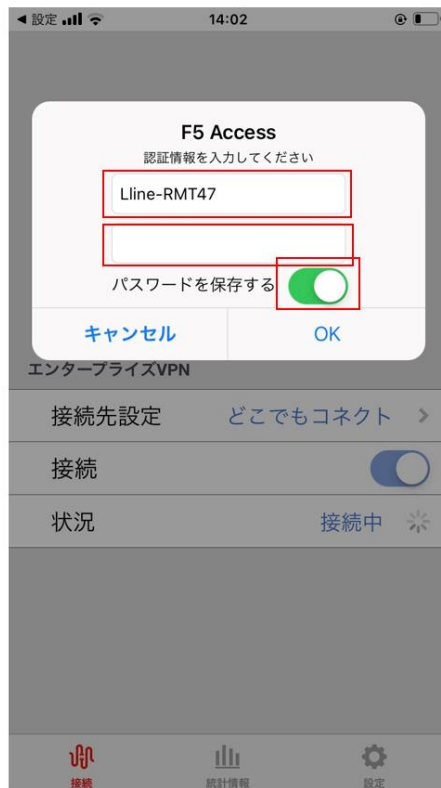 ◀ 設定 14:02
F5 Access
認証情報を入力してください
Lline-RMT47
パスワードを保存する
キャンセル OK
エンタープライズVPN
接続先設定 どこでもコネクト >
接続
状況 接続中
接続 統計情報 設定